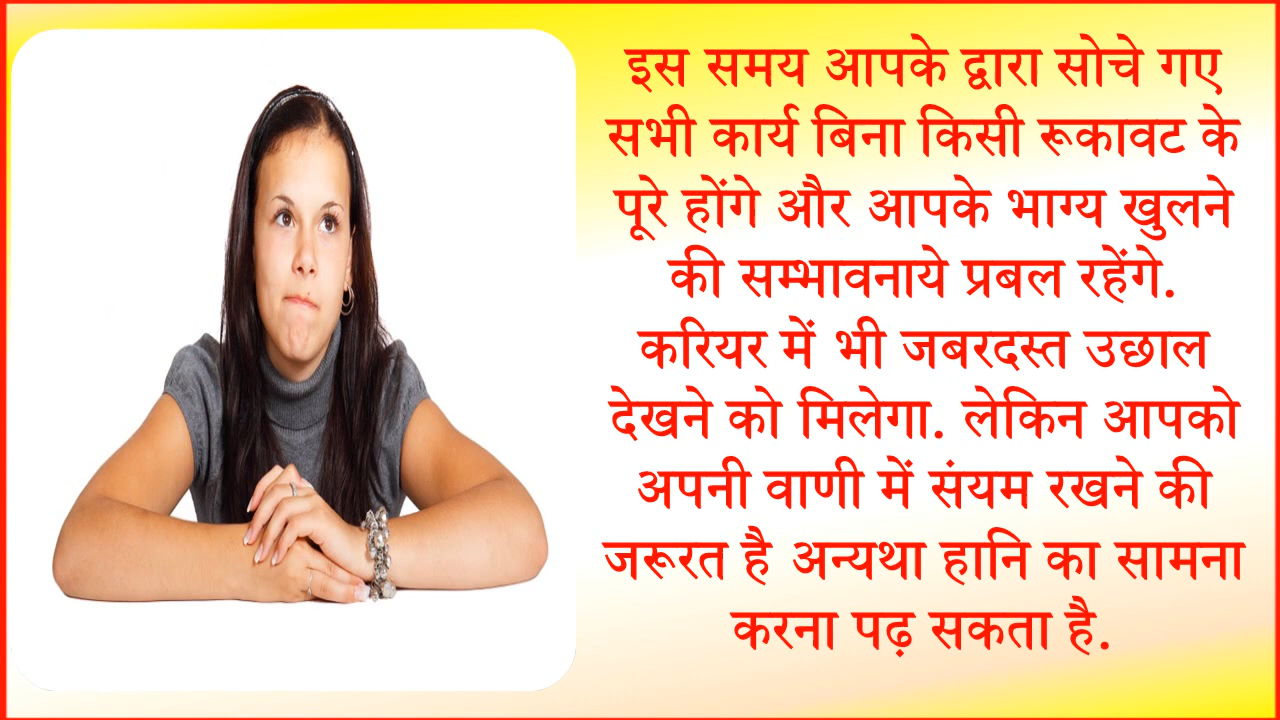 इस समय आपके द्वारा सोचे गए
सभी कार्य बिना किसी रूकावट के
पूरे होंगे और आपके भाग्य खुलने
की सम्भावनाये प्रबल रहेंगे.
करियर में भी जबरदस्त उछाल
देखने को मिलेगा. लेकिन आपको
अपनी वाणी में संयम रखने की
जरूरत है अन्यथा हानि का सामना
करना पढ़ सकता है.